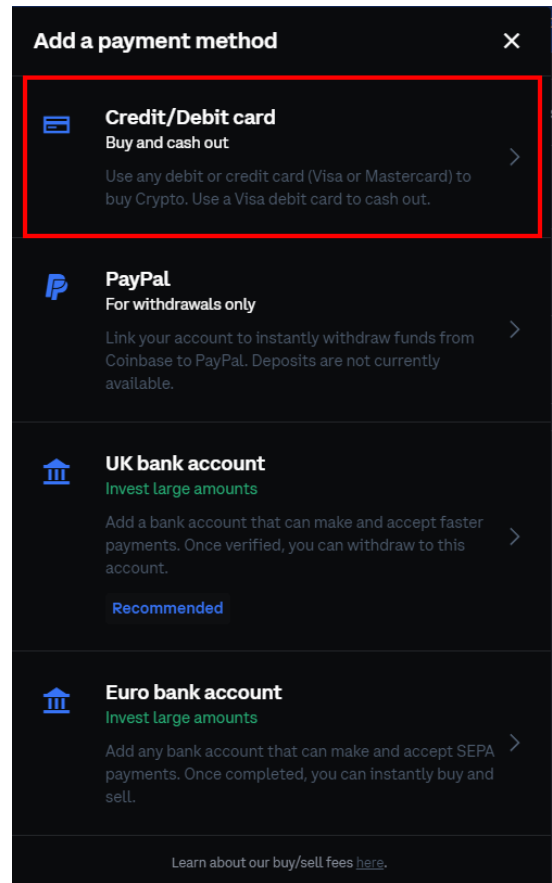 Add a payment method
Credit/Debit card
Buy and cash out
Use any debit or credit card (Visa or Mastercard) to
buy Crypto. Use a Visa debit card to cash out.
PayPal
For withdrawals only
Link your account to instantly withdraw funds from
Coinbase to PayPal. Deposits are not currently
available.
UK bank account
Invest large amounts
Add a bank account that can make and accept faster
payments. Once verified, you can withdraw to this
account.
Recommended
Euro bank account
Invest large amounts
Add any bank account that can make and accept SEPA
payments. Once completed, you can instantly buy and
sell.
Learn about our buy/sell fees here.